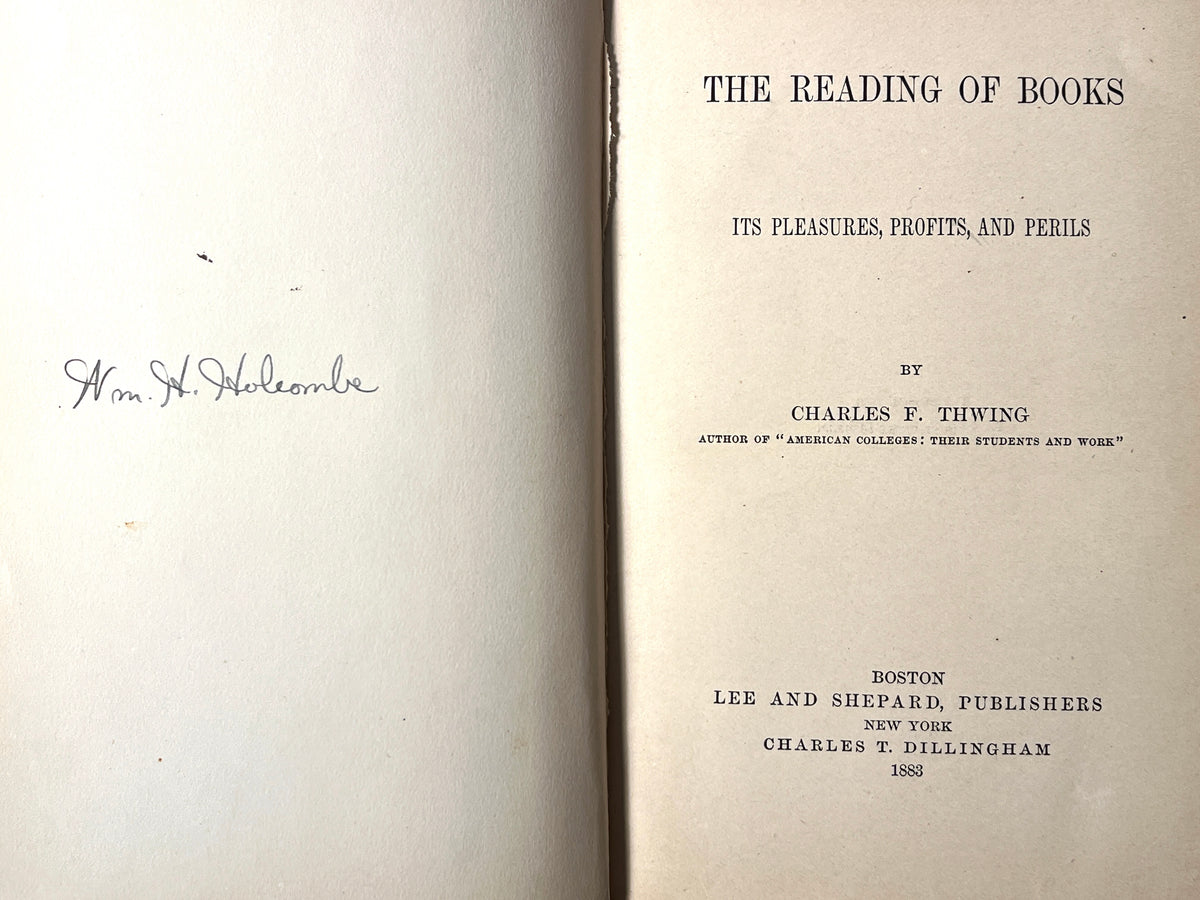 Wm. H. Holcombe
THE READING OF BOOKS
ITS PLEASURES, PROFITS, AND PERILS
BY
CHARLES F. THWING
AUTHOR OF "AMERICAN COLLEGES: THEIR STUDENTS AND WORK"
BOSTON
LEE AND SHEPARD, PUBLISHERS
NEW YORK
CHARLES T. DILLINGHAM
1883